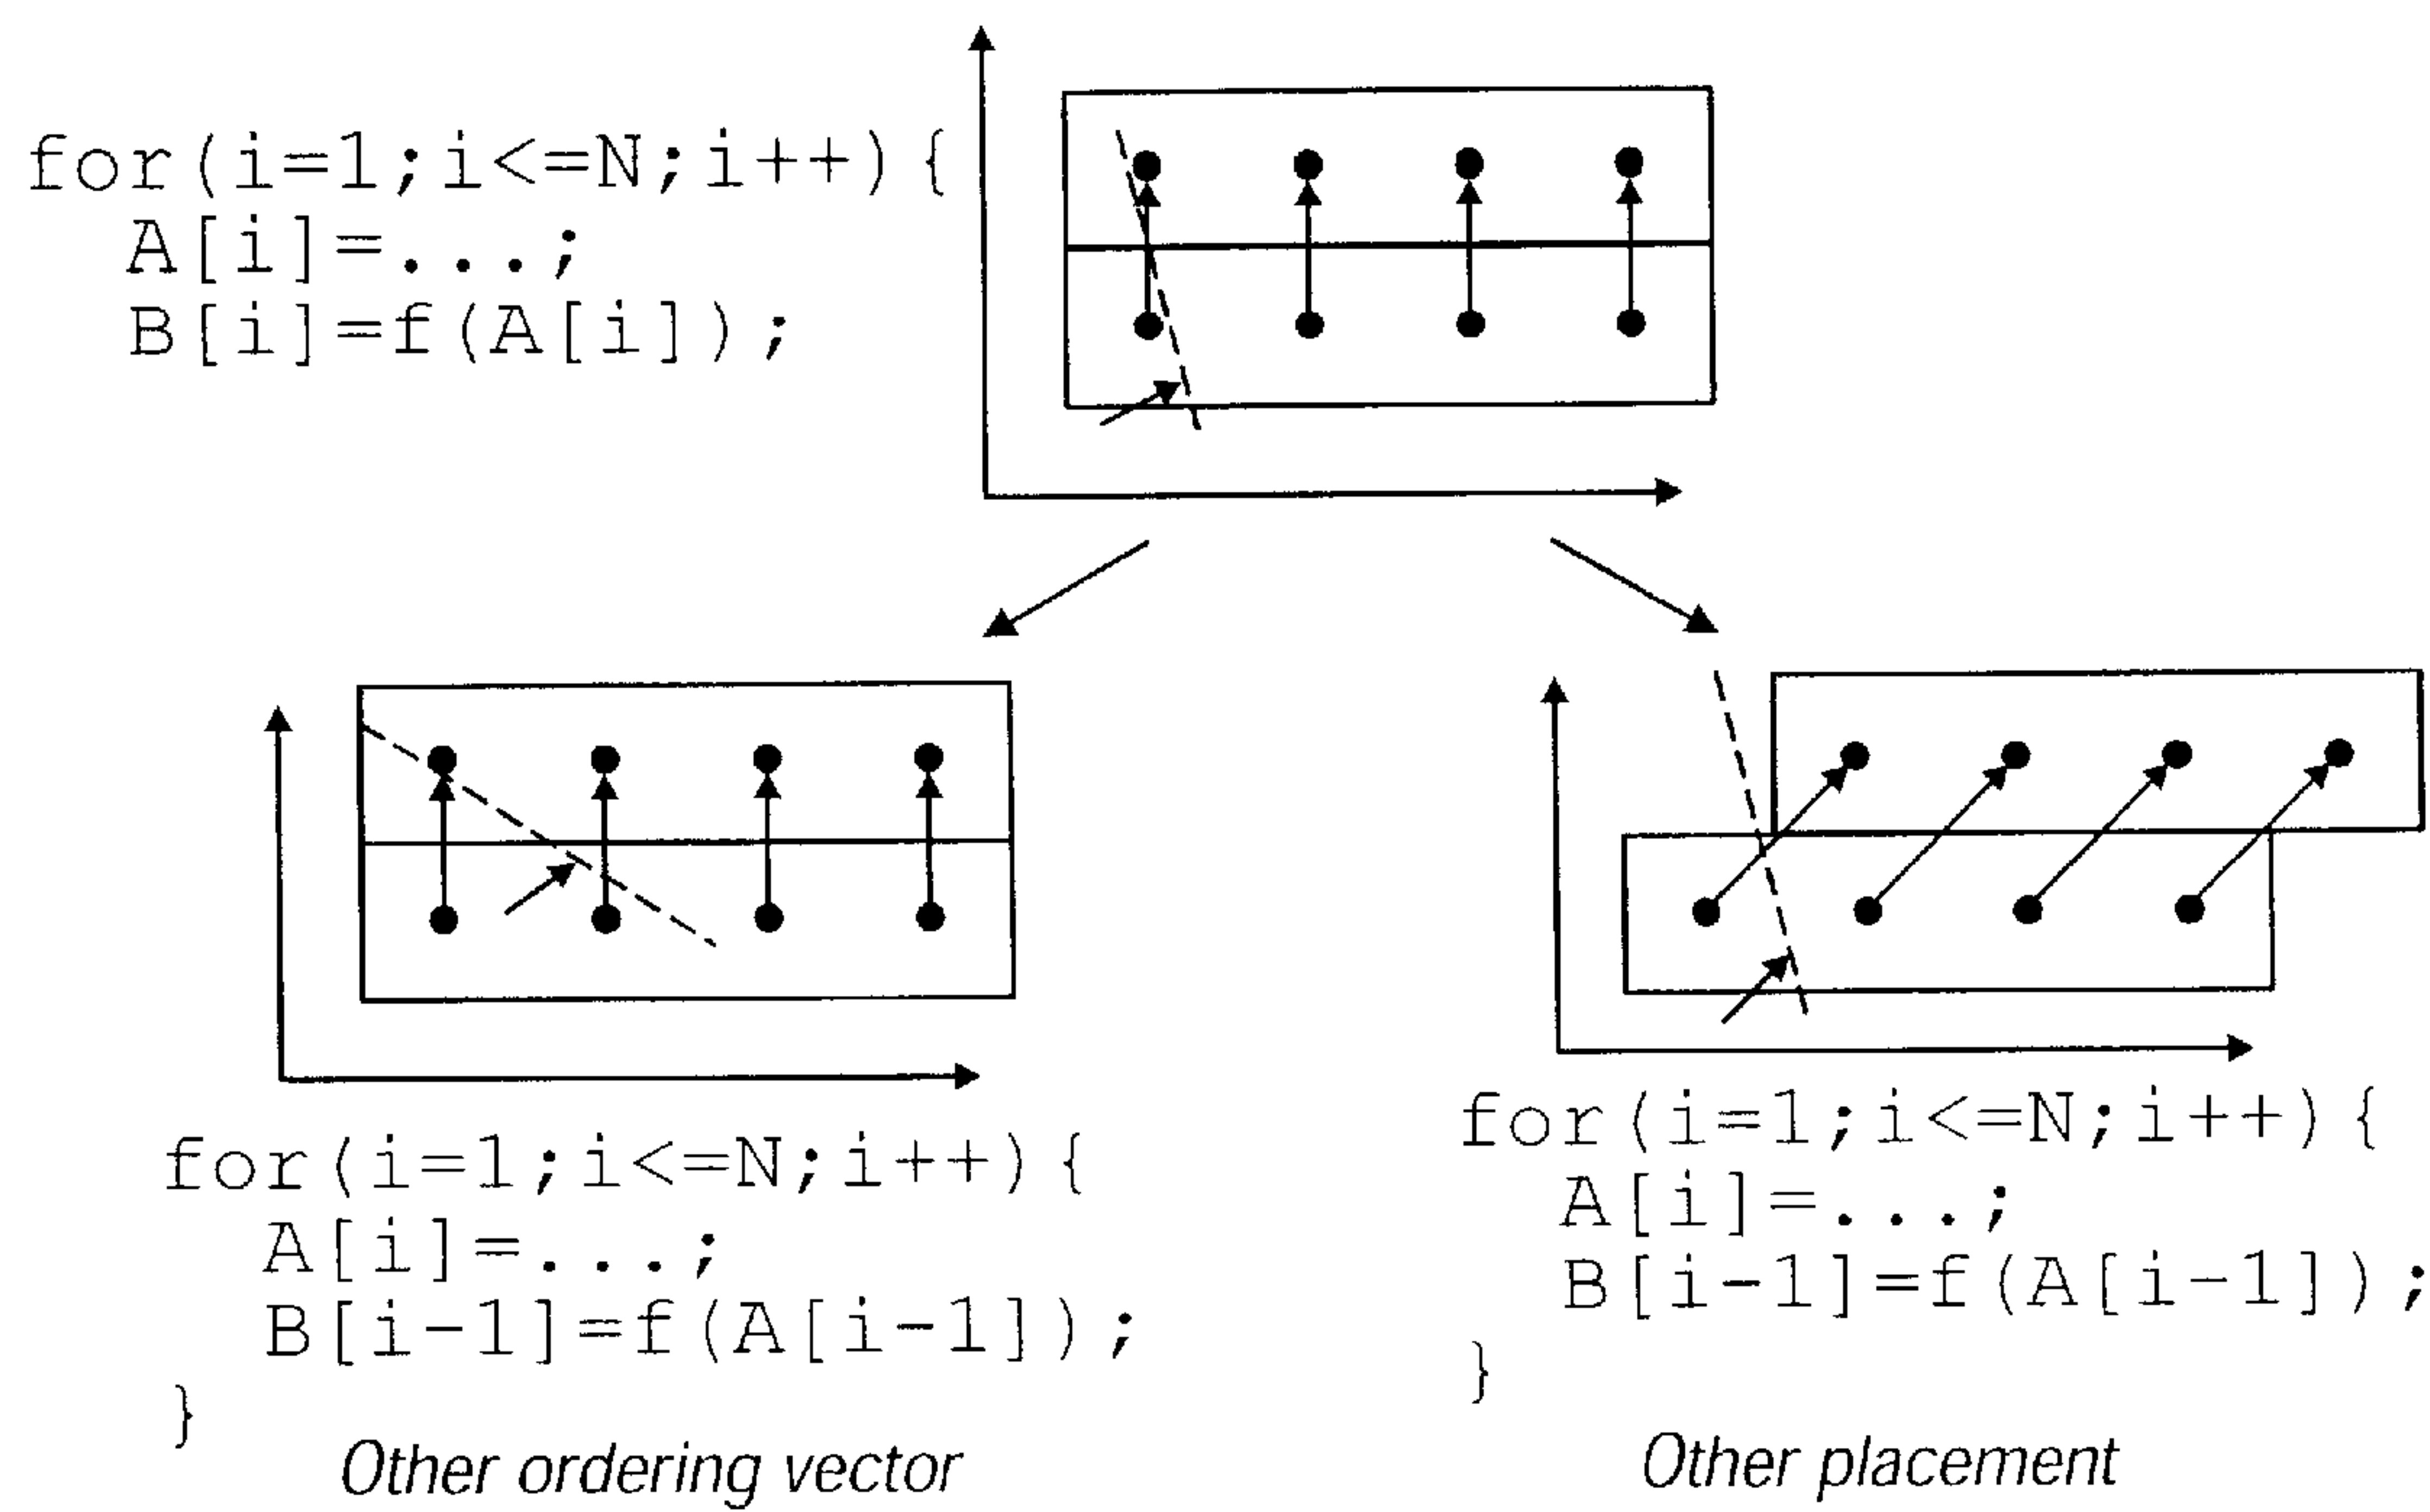 for(i=1;i<=N;i++){
A[i]=...;
B[i]=f(A[i]);
for(i=1;i<=N;i++){
A[i]=...;
B[i-1]=f(A[i-1]);
}
Other ordering vector
for(i=1;i<=N;i++){
A[i]=...;
B[i-1]=f(A[i-1]);
}
Other placement